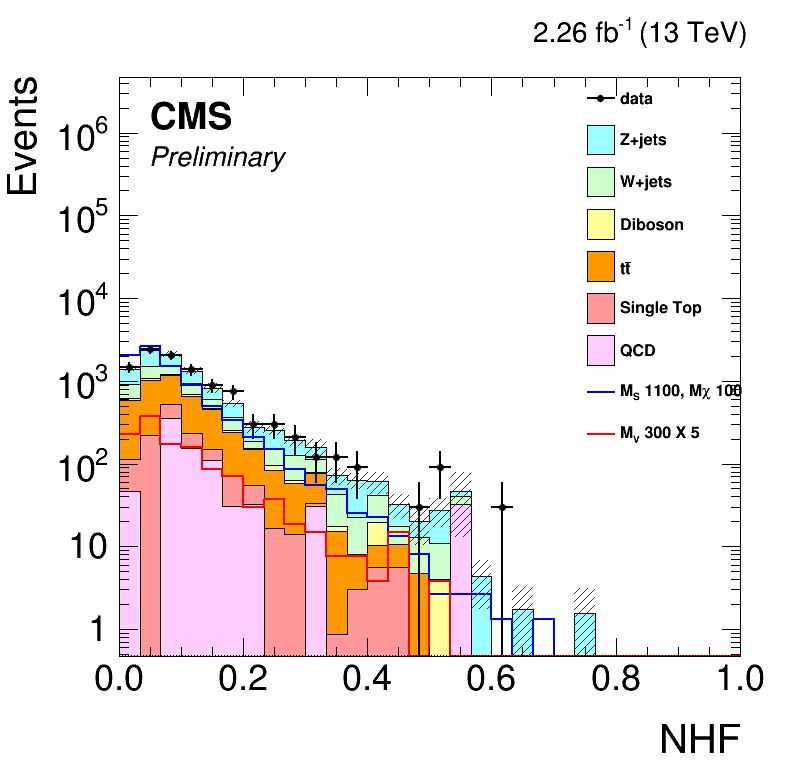 2.26 fb-1 (13 TeV)
Events
CMS
Preliminary
data
Z+jets
W+jets
Diboson
tt̄
Single Top
QCD
MS 1100, Mχ 100
MV 300 X 5
10^6
10^5
10^4
10^3
10^2
10
1
0.0 0.2 0.4 0.6 0.8 1.0
NHF